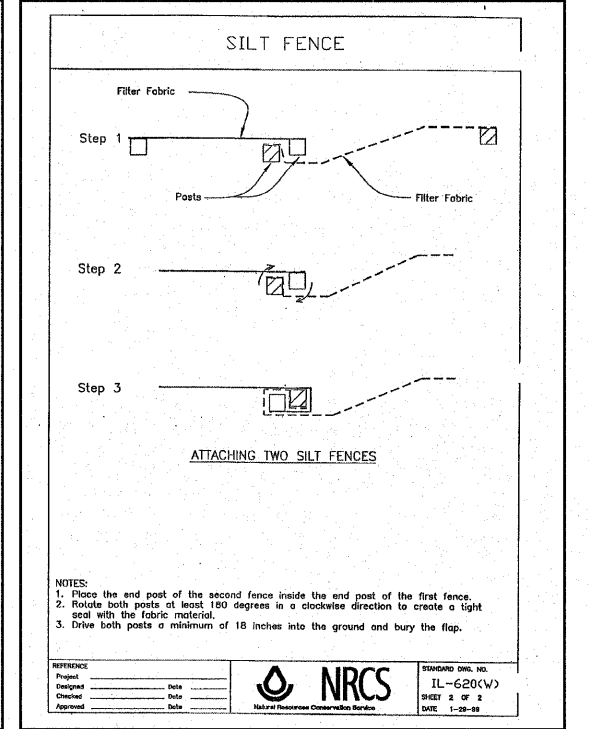 SILT FENCE
Filter Fabric
Step 1
Posts
Filter Fabric
Step 2
Step 3
ATTACHING TWO SILT FENCES
NOTES:
1. Place the end post of the second fence inside the end post of the first fence.
2. Rotate both posts at least 180 degrees in a clockwise direction to create a tight
seal with the fabric material.
3. Drive both posts a minimum of 18 inches into the ground and bury the flap.
REFERENCE
Project
Designed Date
Checked Date
Approved Date
NRCS
Natural Resources Conservation Service
STANDARD DWG. NO.
IL-620(W)
SHEET 2 OF 2
DATE 1-29-99